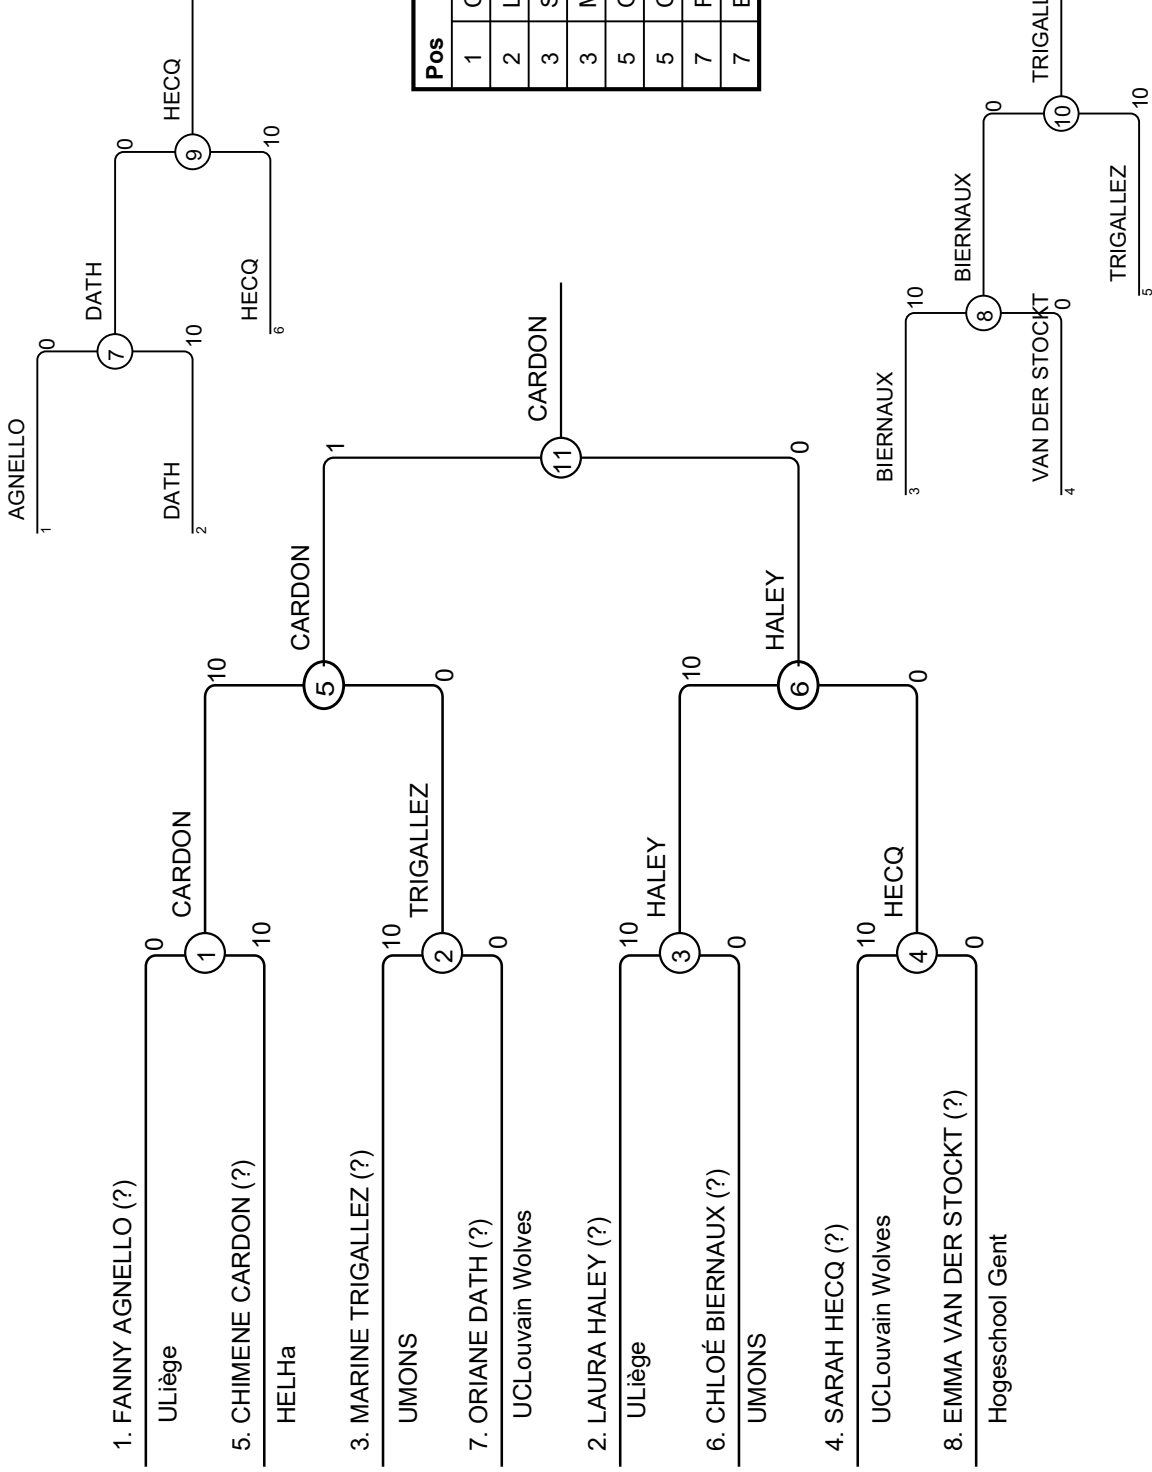 1. FANNY AGNELLO (?)
ULiège
5. CHIMENE CARDON (?)
HELHa
3. MARINE TRIGALLEZ (?)
UMONS
7. ORIANE DATH (?)
UCLouvain Wolves
2. LAURA HALEY (?)
ULiège
6. CHLOÉ BIERNAUX (?)
UMONS
4. SARAH HECQ (?)
UCLouvain Wolves
8. EMMA VAN DER STOCKT (?)
Hogeschool Gent
0
1
10
CARDON
10
2
0
TRIGALLEZ
10
3
0
HALEY
10
4
0
HECQ
10
5
0
CARDON
10
6
0
HALEY
1
11
0
CARDON
AGNELLO
1
0
7
DATH
2
10
DATH
0
9
HECQ
6
10
HECQ
BIERNAUX
3
10
8
VAN DER STOCKT
4
0
BIERNAUX
0
10
TRIGALLEZ
5
10
TRIGALL
Pos
1
2 L
3
3
5
5
7
7